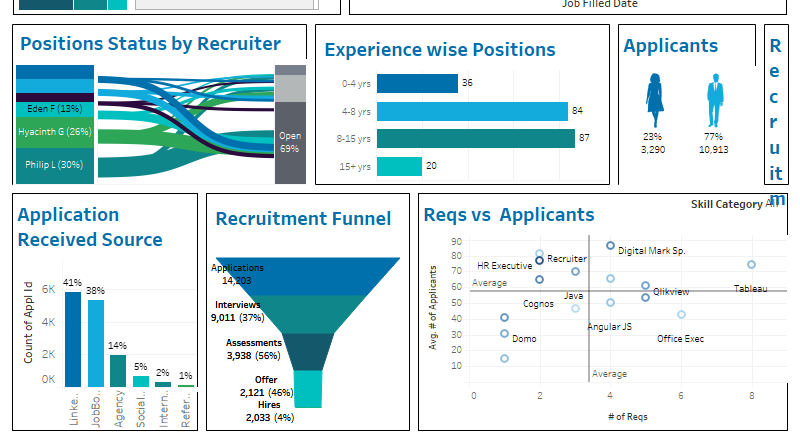 Job Filled Date
Positions Status by Recruiter
Eden F (13%)
Hyacinth G (26%)
Philip L (30%)
Open
69%
Experience wise Positions
0-4 yrs
36
4-8 yrs
84
8-15 yrs
87
15+ yrs
20
Applicants
23%
3,290
77%
10,913
R
e
c
r
u
it
m
Application
Received Source
Count of Appl Id
6K
4K
2K
0K
41%
38%
14%
5%
2%
1%
Linke..
JobBo..
Agency
Social..
Intern..
Refer..
Recruitment Funnel
Applications
14,203
Interviews
9,011 (37%)
Assessments
3,938 (56%)
Offer
2,121 (46%)
Hires
2,033 (4%)
Reqs vs Applicants
Skill Category All
Avg. # of Applicants
90
80
70
60
50
40
30
20
10
Digital Mark Sp.
HR Executive
Recruiter
Average
Java
Qlikview
Tableau
Cognos
Angular JS
Domo
Office Exec
Average
0
2
4
6
8
# of Reqs